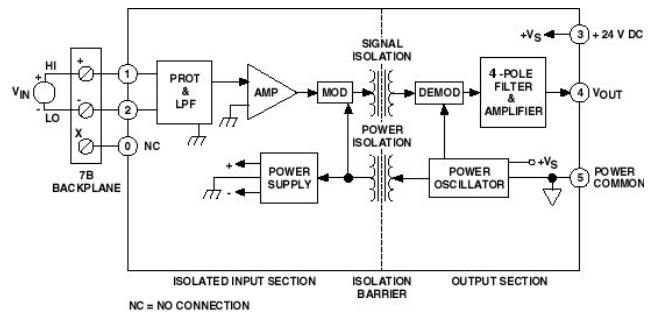 +VS
3
+ 24 V DC
SIGNAL
ISOLATION
HI
+
1
PROT
&
LPF
AMP
MOD
DEMOD
4-POLE
FILTER
&
AMPLIFIER
4
VOUT
+
VIN
-
LO
-
2
X
0
NC
7B
BACKPLANE
POWER
ISOLATION
+
-
POWER
SUPPLY
POWER
OSCILLATOR
+VS
5
POWER
COMMON
ISOLATED INPUT SECTION
ISOLATION
BARRIER
OUTPUT SECTION
NC = NO CONNECTION